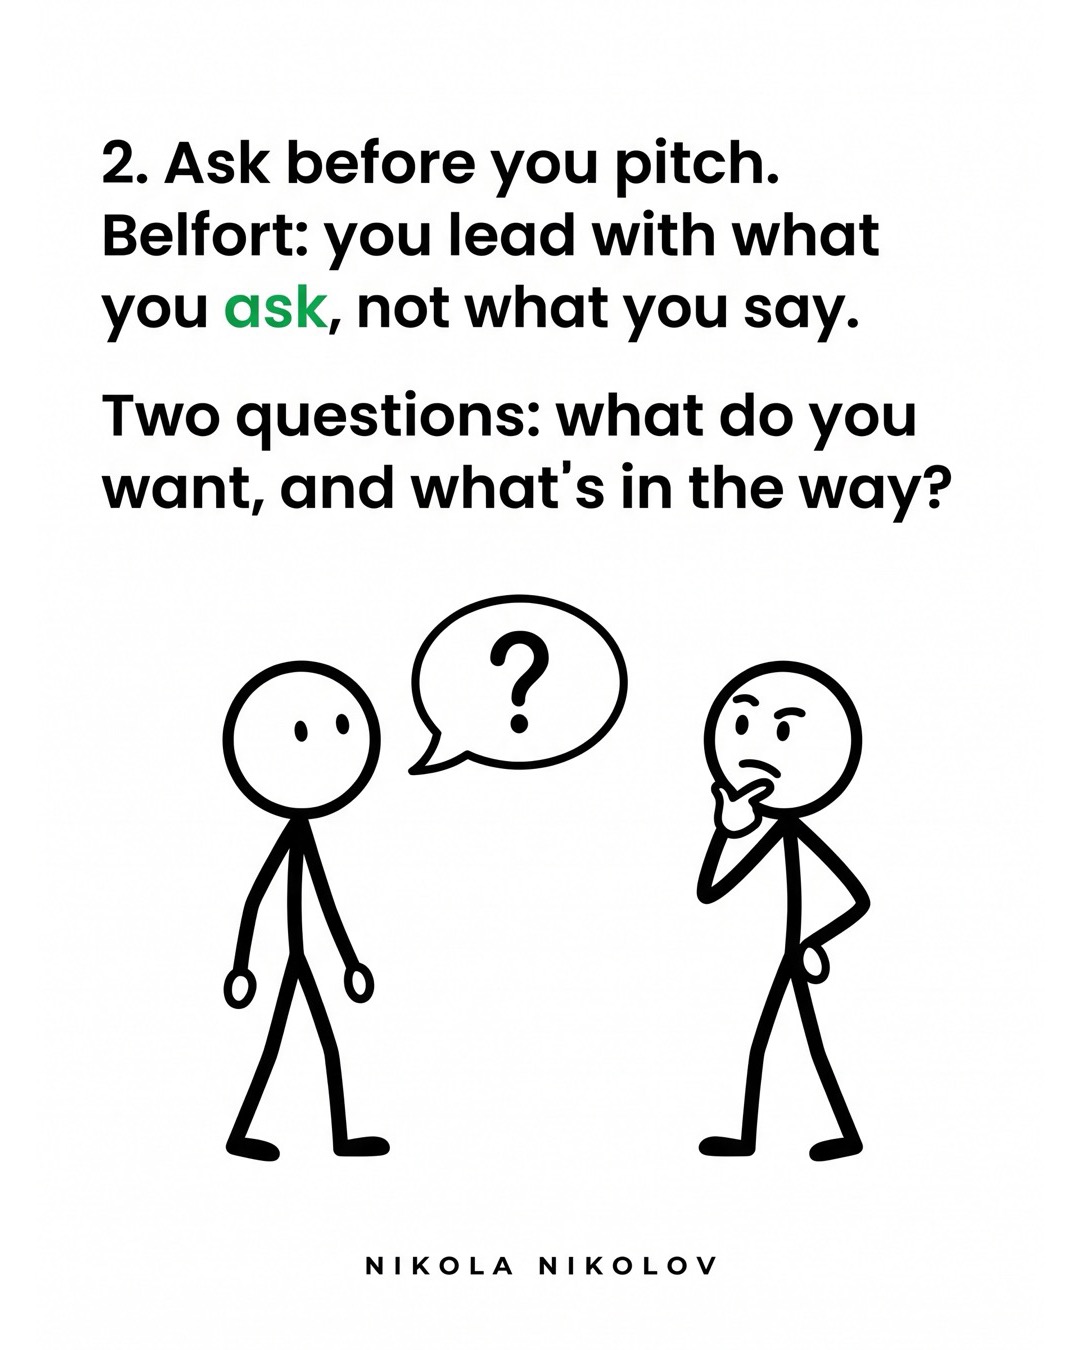 2. Ask before you pitch.
Belfort: you lead with what
you ask, not what you say.
Two questions: what do you
want, and what's in the way?
?
NIKOLA NIKOLOV